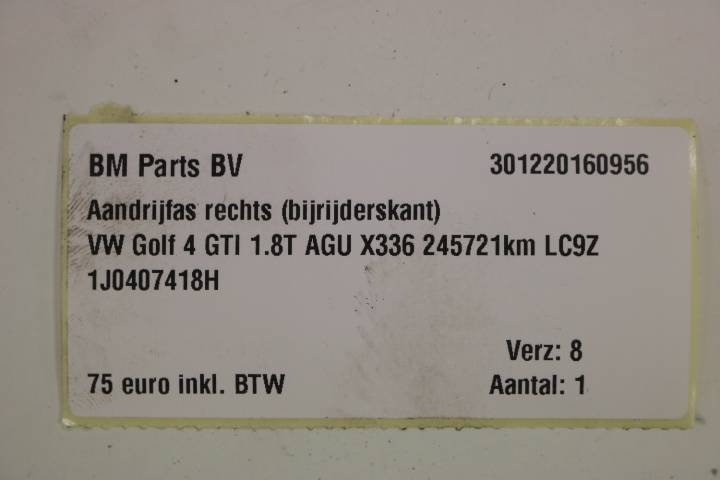 BM Parts BV 301220160956
Aandrijfas rechts (bijrijderskant)
VW Golf 4 GTI 1.8T AGU X336 245721km LC9Z
1J0407418H
Verz: 8
75 euro inkl. BTW Aantal: 1